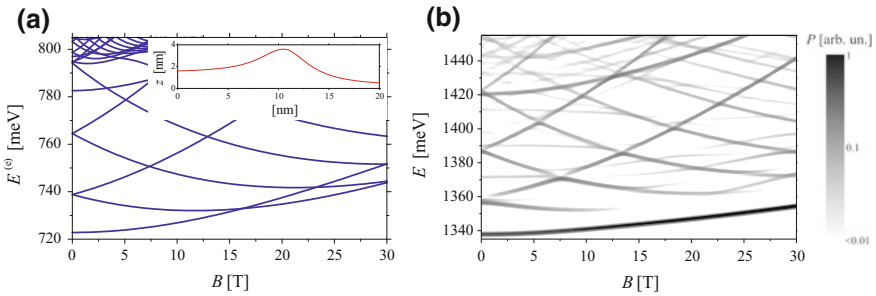 (a)
800
780
760
740
720
E^(e) [meV]
0 5 10 15 20 25 30
B [T]
4
2
0
z [nm]
0 5 10 15 20
[nm]
(b)
1440
1420
1400
1380
1360
1340
E [meV]
0 5 10 15 20 25 30
B [T]
P [arb. un.]
1
0.1
<0.01